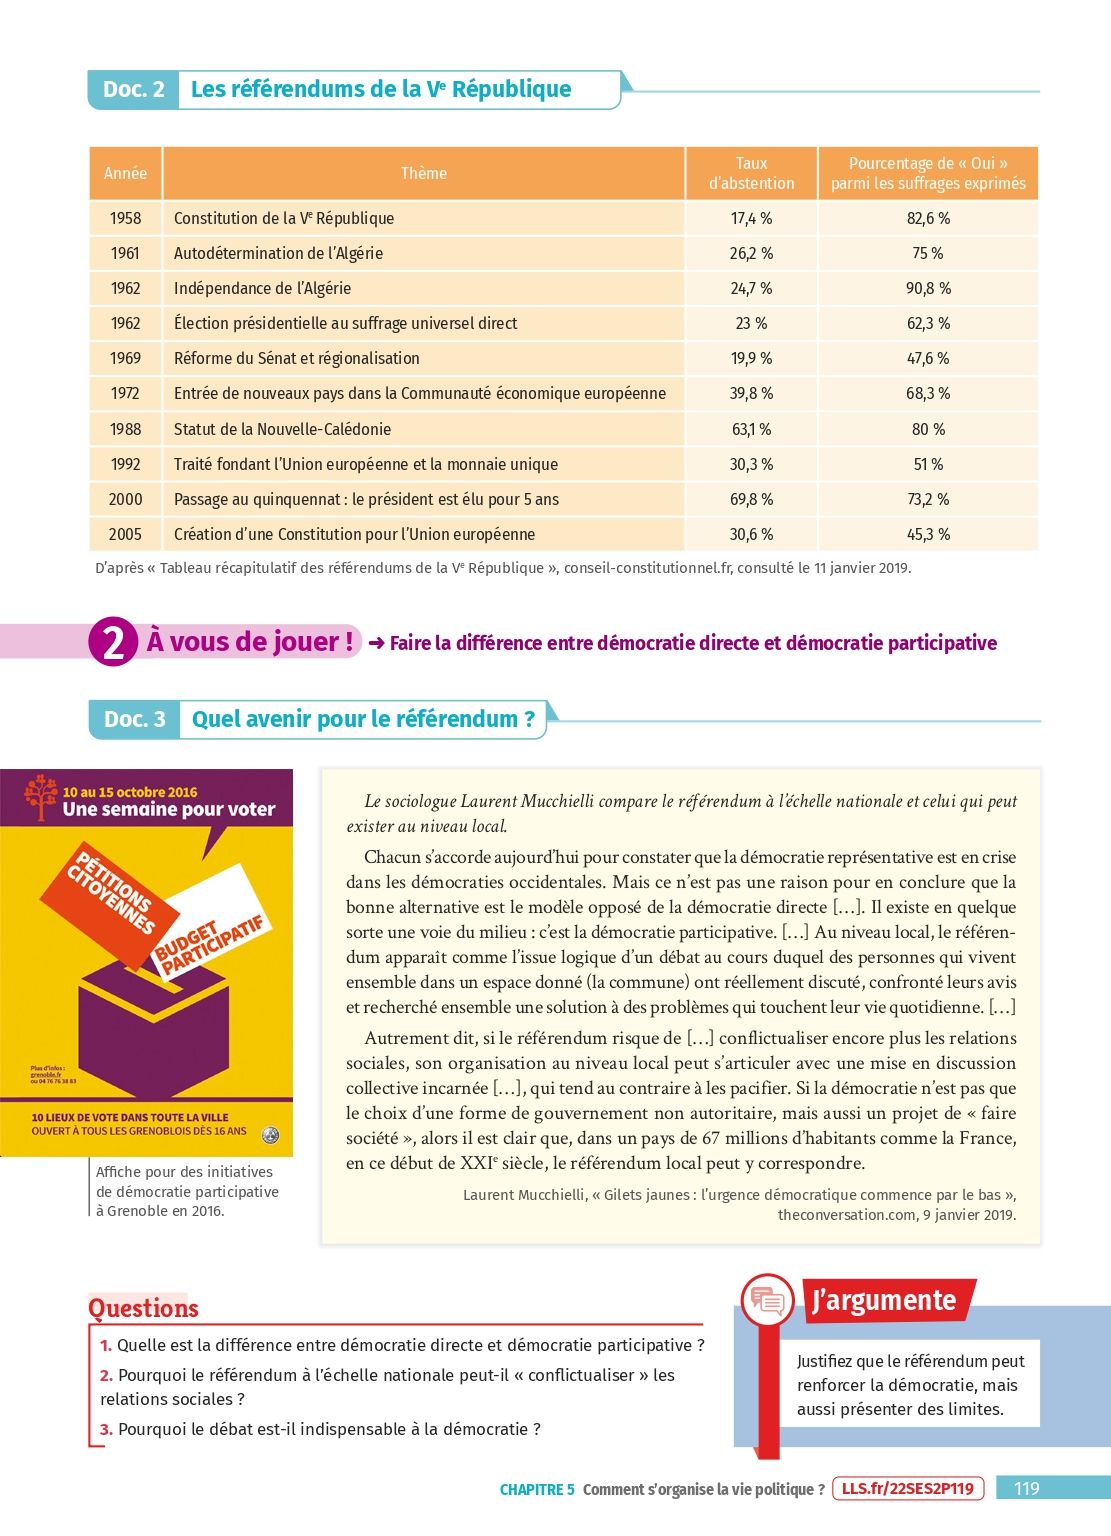 Doc. 2 Les référendums de la Ve République
Année Thème Taux d’abstention Pourcentage de « Oui » parmi les suffrages exprimés
1958 Constitution de la Ve République 17,4 % 82,6 %
1961 Autodétermination de l’Algérie 26,2 % 75 %
1962 Indépendance de l’Algérie 24,7 % 90,8 %
1962 Élection présidentielle au suffrage universel direct 23 % 62,3 %
1969 Réforme du Sénat et régionalisation 19,9 % 47,6 %
1972 Entrée de nouveaux pays dans la Communauté économique européenne 39,8 % 68,3 %
1988 Statut de la Nouvelle-Calédonie 63,1 % 80 %
1992 Traité fondant l’Union européenne et la monnaie unique 30,3 % 51 %
2000 Passage au quinquennat : le président est élu pour 5 ans 69,8 % 73,2 %
2005 Création d’une Constitution pour l’Union européenne 30,6 % 45,3 %
D’après « Tableau récapitulatif des référendums de la Ve République », conseil-constitutionnel.fr, consulté le 11 janvier 2019.
2 À vous de jouer ! ➜ Faire la différence entre démocratie directe et démocratie participative
Doc. 3 Quel avenir pour le référendum ?
10 au 15 octobre 2016
Une semaine pour voter
PÉTITIONS
CITOYENNES
BUDGET
PARTICIPATIF
Plus d’infos :
grenoble.fr
ou 04 76 76 38 83
10 LIEUX DE VOTE DANS TOUTE LA VILLE
OUVERT À TOUS LES GRENOBLOIS DÈS 16 ANS
Affiche pour des initiatives
de démocratie participative
à Grenoble en 2016.
Le sociologue Laurent Mucchielli compare le référendum à l’échelle nationale et celui qui peut
exister au niveau local.
Chacun s’accorde aujourd’hui pour constater que la démocratie représentative est en crise
dans les démocraties occidentales. Mais ce n’est pas une raison pour en conclure que la
bonne alternative est le modèle opposé de la démocratie directe […]. Il existe en quelque
sorte une voie du milieu : c’est la démocratie participative. […] Au niveau local, le référen-
dum apparaît comme l’issue logique d’un débat au cours duquel des personnes qui vivent
ensemble dans un espace donné (la commune) ont réellement discuté, confronté leurs avis
et recherché ensemble une solution à des problèmes qui touchent leur vie quotidienne. […]
Autrement dit, si le référendum risque de […] conflictualiser encore plus les relations
sociales, son organisation au niveau local peut s’articuler avec une mise en discussion
collective incarnée […], qui tend au contraire à les pacifier. Si la démocratie n’est pas que
le choix d’une forme de gouvernement non autoritaire, mais aussi un projet de « faire
société », alors il est clair que, dans un pays de 67 millions d’habitants comme la France,
en ce début de XXIe siècle, le référendum local peut y correspondre.
Laurent Mucchielli, « Gilets jaunes : l’urgence démocratique commence par le bas »,
theconversation.com, 9 janvier 2019.
Questions
1. Quelle est la différence entre démocratie directe et démocratie participative ?
2. Pourquoi le référendum à l’échelle nationale peut-il « conflictualiser » les
relations sociales ?
3. Pourquoi le débat est-il indispensable à la démocratie ?
J’argumente
Justifiez que le référendum peut
renforcer la démocratie, mais
aussi présenter des limites.
CHAPITRE 5 Comment s’organise la vie politique ? LLS.fr/22SES2P119 119